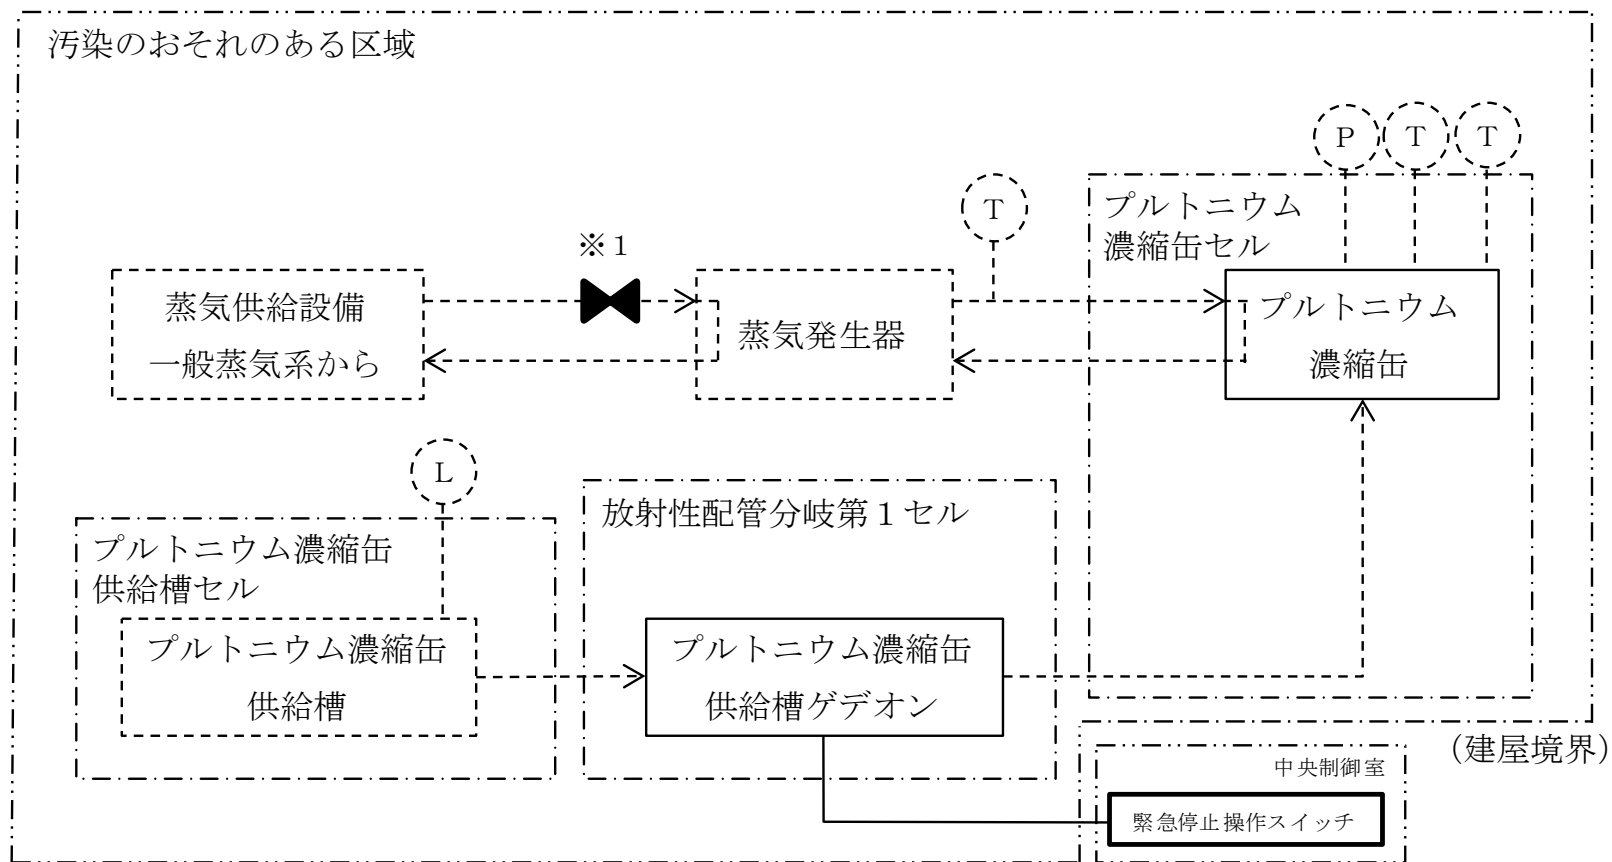 汚染のおそれのある区域
P
T
T
T
プルトニウム
濃縮缶セル
※1
蒸気供給設備
一般蒸気系から
蒸気発生器
プルトニウム
濃縮缶
L
プルトニウム濃縮缶
供給槽セル
放射性配管分岐第1セル
プルトニウム濃縮缶
供給槽
プルトニウム濃縮缶
供給槽ゲデオン
(建屋境界)
中央制御室
緊急停止操作スイッチ